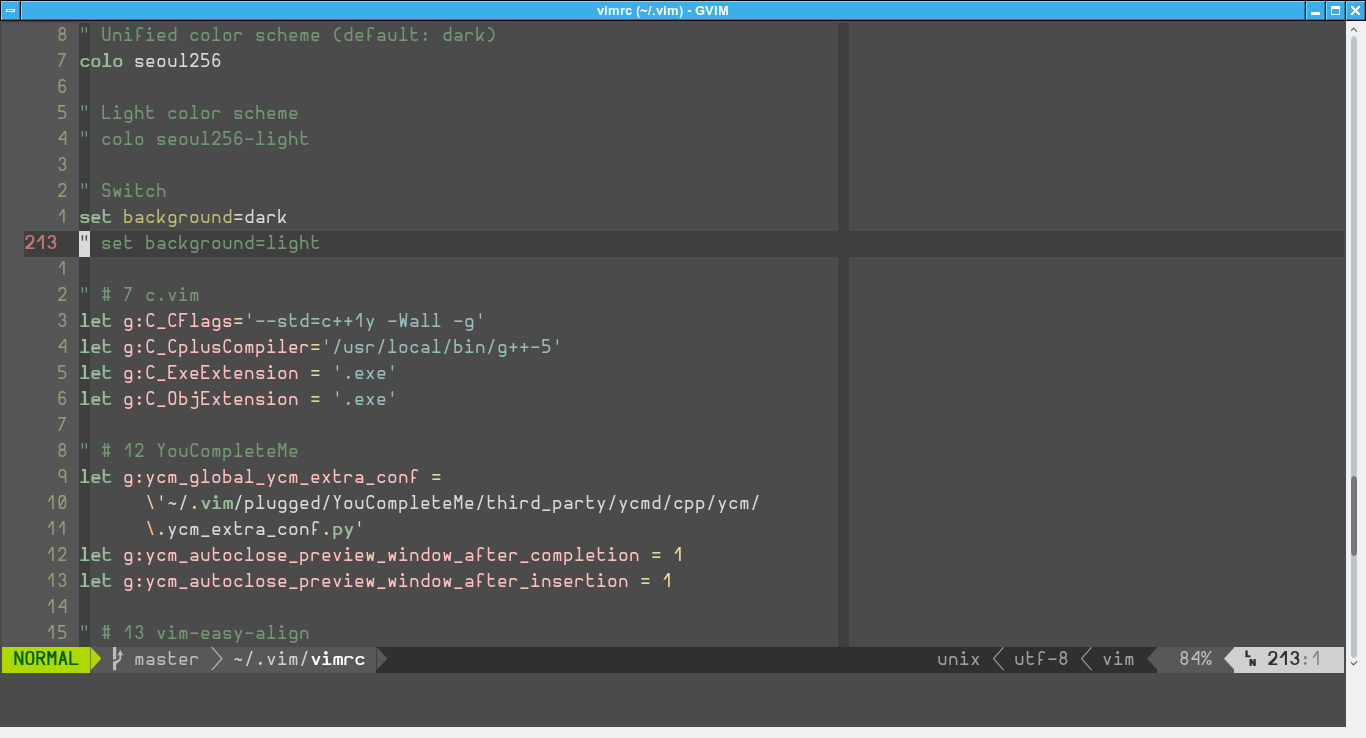 vimrc (~/.vim) - GVIM
8 " Unified color scheme (default: dark)
7 colo seoul256
6
5 " Light color scheme
4 " colo seoul256-light
3
2 " Switch
1 set background=dark
213 " set background=light
1
2 " # 7 c.vim
3 let g:C_CFlags='--std=c++1y -Wall -g'
4 let g:C_CplusCompiler='/usr/local/bin/g++-5'
5 let g:C_ExeExtension = '.exe'
6 let g:C_ObjExtension = '.exe'
7
8 " # 12 YouCompleteMe
9 let g:ycm_global_ycm_extra_conf =
10 \'~/.vim/plugged/YouCompleteMe/third_party/ycmd/cpp/ycm/
11 \.ycm_extra_conf.py'
12 let g:ycm_autoclose_preview_window_after_completion = 1
13 let g:ycm_autoclose_preview_window_after_insertion = 1
14
15 " # 13 vim-easy-align
NORMAL master ~/.vim/vimrc unix utf-8 vim 84% LN 213:1